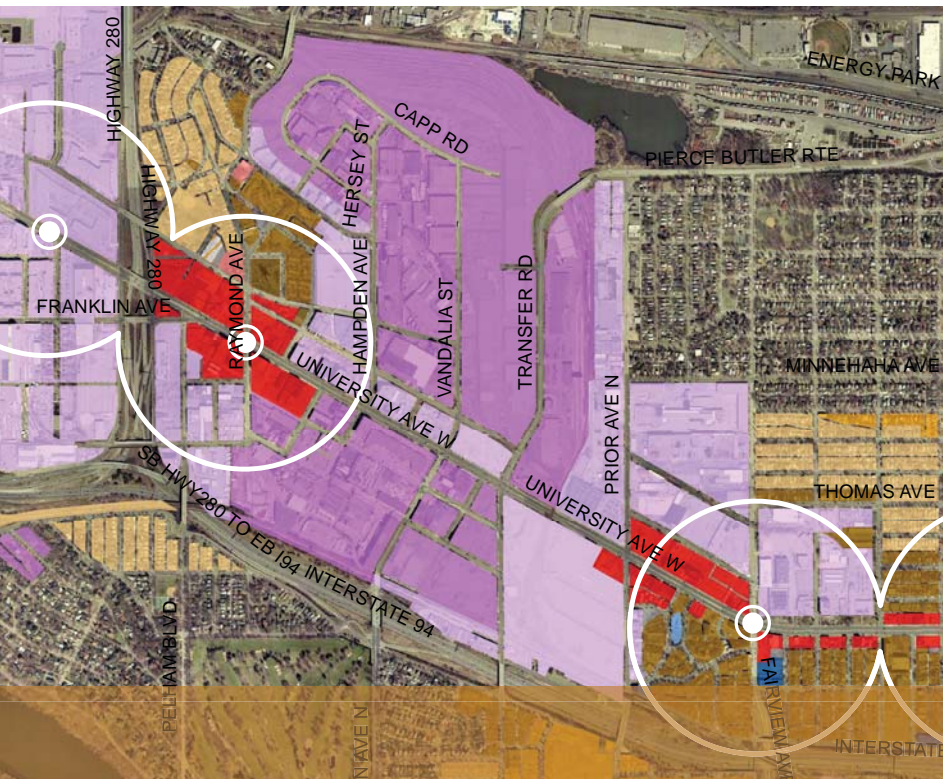 HIGHWAY 280
ENERGY PARK
CAPP RD
HERSEY ST
PIERCE BUTLER RTE
HIGHWAY 280
RAYMOND AVE
HAMPDEN AVE
VANDALIA ST
TRANSFER RD
FRANKLIN AVE
UNIVERSITY AVE W
MINNEHAHA AVE
PRIOR AVE N
SB HWY280 TO EB I94
INTERSTATE 94
UNIVERSITY AVE W
THOMAS AVE
PELHAM BLVD
N AVE N
FAIRVIEW AV
INTERSTATE